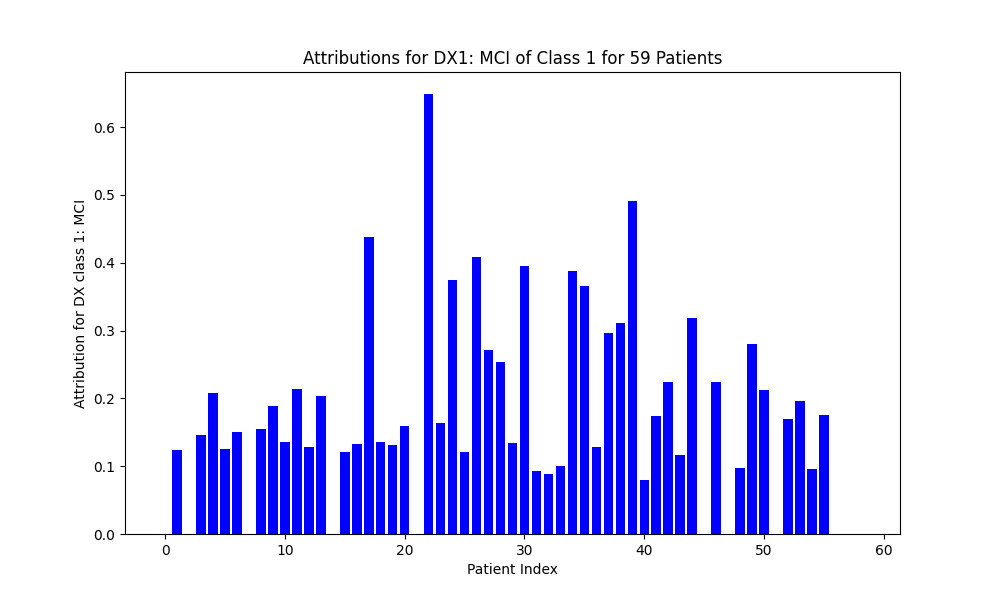 Attributions for DX1: MCI of Class 1 for 59 Patients
Attribution for DX class 1: MCI
0.6
0.5
0.4
0.3
0.2
0.1
0.0
0 10 20 30 40 50 60
Patient Index